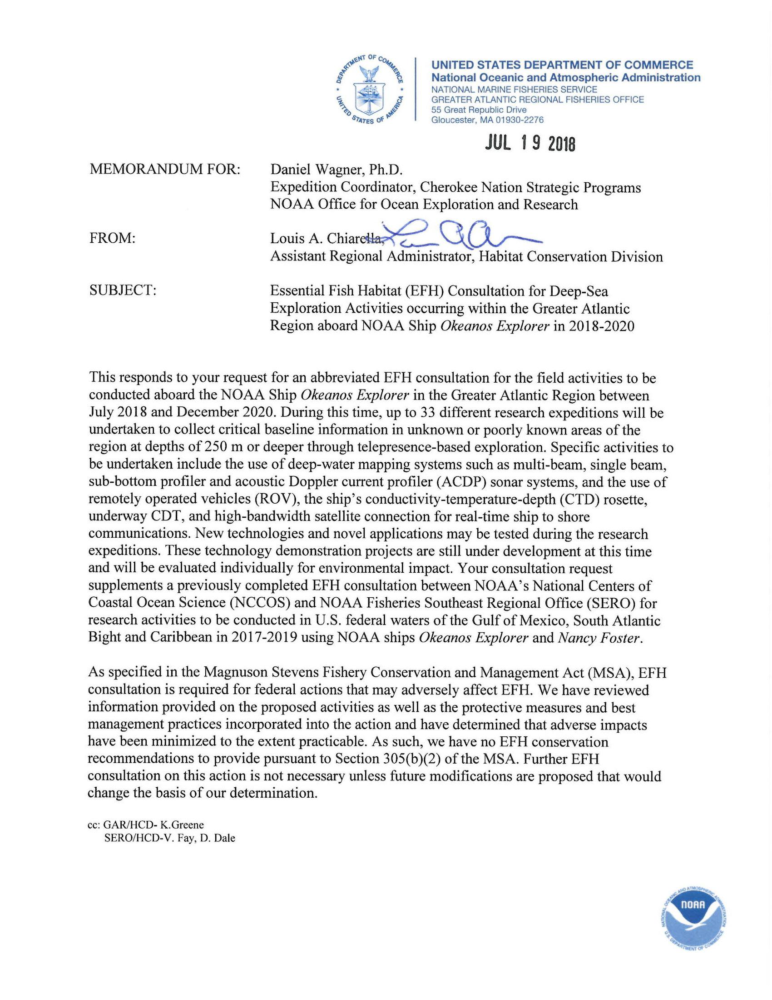 DEPARTMENT OF COMMERCE
UNITED STATES OF AMERICA
UNITED STATES DEPARTMENT OF COMMERCE
National Oceanic and Atmospheric Administration
NATIONAL MARINE FISHERIES SERVICE
GREATER ATLANTIC REGIONAL FISHERIES OFFICE
55 Great Republic Drive
Gloucester, MA 01930-2276
JUL 19 2018
MEMORANDUM FOR: Daniel Wagner, Ph.D.
Expedition Coordinator, Cherokee Nation Strategic Programs
NOAA Office for Ocean Exploration and Research
FROM: Louis A. Chiarella,
Assistant Regional Administrator, Habitat Conservation Division
SUBJECT: Essential Fish Habitat (EFH) Consultation for Deep-Sea
Exploration Activities occurring within the Greater Atlantic
Region aboard NOAA Ship Okeanos Explorer in 2018-2020
This responds to your request for an abbreviated EFH consultation for the field activities to be
conducted aboard the NOAA Ship Okeanos Explorer in the Greater Atlantic Region between
July 2018 and December 2020. During this time, up to 33 different research expeditions will be
undertaken to collect critical baseline information in unknown or poorly known areas of the
region at depths of 250 m or deeper through telepresence-based exploration. Specific activities to
be undertaken include the use of deep-water mapping systems such as multi-beam, single beam,
sub-bottom profiler and acoustic Doppler current profiler (ACDP) sonar systems, and the use of
remotely operated vehicles (ROV), the ship's conductivity-temperature-depth (CTD) rosette,
underway CDT, and high-bandwidth satellite connection for real-time ship to shore
communications. New technologies and novel applications may be tested during the research
expeditions. These technology demonstration projects are still under development at this time
and will be evaluated individually for environmental impact. Your consultation request
supplements a previously completed EFH consultation between NOAA's National Centers of
Coastal Ocean Science (NCCOS) and NOAA Fisheries Southeast Regional Office (SERO) for
research activities to be conducted in U.S. federal waters of the Gulf of Mexico, South Atlantic
Bight and Caribbean in 2017-2019 using NOAA ships Okeanos Explorer and Nancy Foster.
As specified in the Magnuson Stevens Fishery Conservation and Management Act (MSA), EFH
consultation is required for federal actions that may adversely affect EFH. We have reviewed
information provided on the proposed activities as well as the protective measures and best
management practices incorporated into the action and have determined that adverse impacts
have been minimized to the extent practicable. As such, we have no EFH conservation
recommendations to provide pursuant to Section 305(b)(2) of the MSA. Further EFH
consultation on this action is not necessary unless future modifications are proposed that would
change the basis of our determination.
cc: GAR/HCD- K.Greene
SERO/HCD-V. Fay, D. Dale
NATIONAL OCEANIC AND ATMOSPHERIC ADMINISTRATION
NOAA
U.S. DEPARTMENT OF COMMERCE